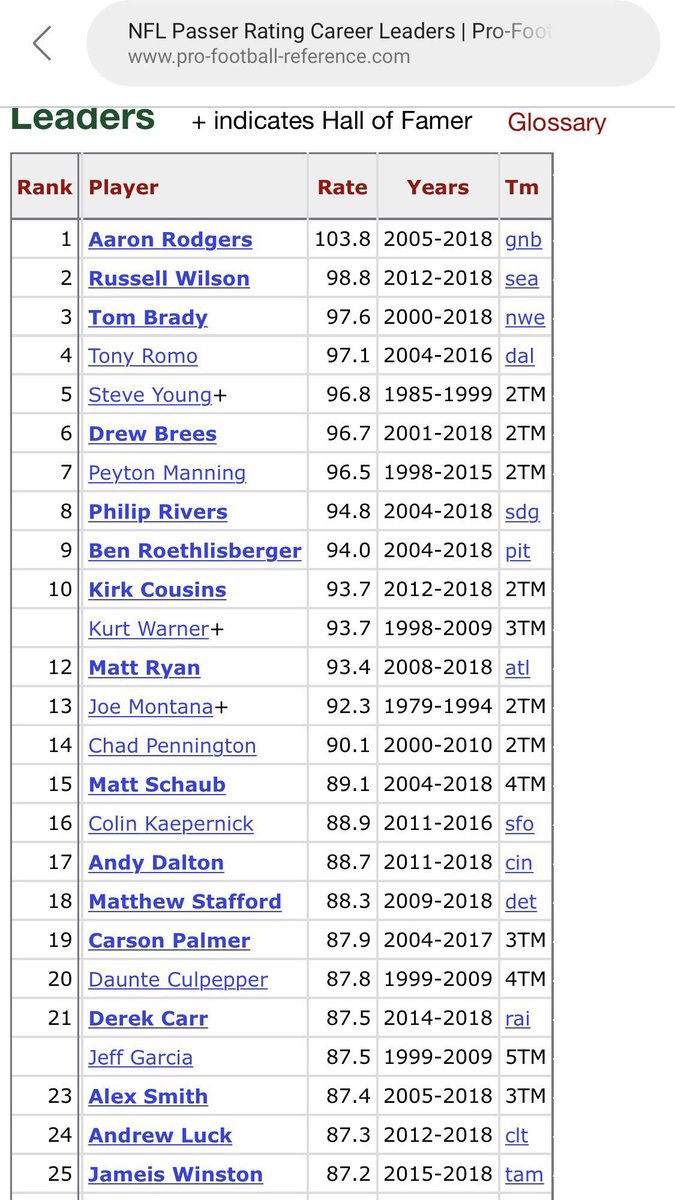 NFL Passer Rating Career Leaders | Pro-Foot
www.pro-football-reference.com
Leaders + indicates Hall of Famer Glossary
Rank Player Rate Years Tm
1 Aaron Rodgers 103.8 2005-2018 gnb
2 Russell Wilson 98.8 2012-2018 sea
3 Tom Brady 97.6 2000-2018 nwe
4 Tony Romo 97.1 2004-2016 dal
5 Steve Young+ 96.8 1985-1999 2TM
6 Drew Brees 96.7 2001-2018 2TM
7 Peyton Manning 96.5 1998-2015 2TM
8 Philip Rivers 94.8 2004-2018 sdg
9 Ben Roethlisberger 94.0 2004-2018 pit
10 Kirk Cousins 93.7 2012-2018 2TM
Kurt Warner+ 93.7 1998-2009 3TM
12 Matt Ryan 93.4 2008-2018 atl
13 Joe Montana+ 92.3 1979-1994 2TM
14 Chad Pennington 90.1 2000-2010 2TM
15 Matt Schaub 89.1 2004-2018 4TM
16 Colin Kaepernick 88.9 2011-2016 sfo
17 Andy Dalton 88.7 2011-2018 cin
18 Matthew Stafford 88.3 2009-2018 det
19 Carson Palmer 87.9 2004-2017 3TM
20 Daunte Culpepper 87.8 1999-2009 4TM
21 Derek Carr 87.5 2014-2018 rai
Jeff Garcia 87.5 1999-2009 5TM
23 Alex Smith 87.4 2005-2018 3TM
24 Andrew Luck 87.3 2012-2018 clt
25 Jameis Winston 87.2 2015-2018 tam